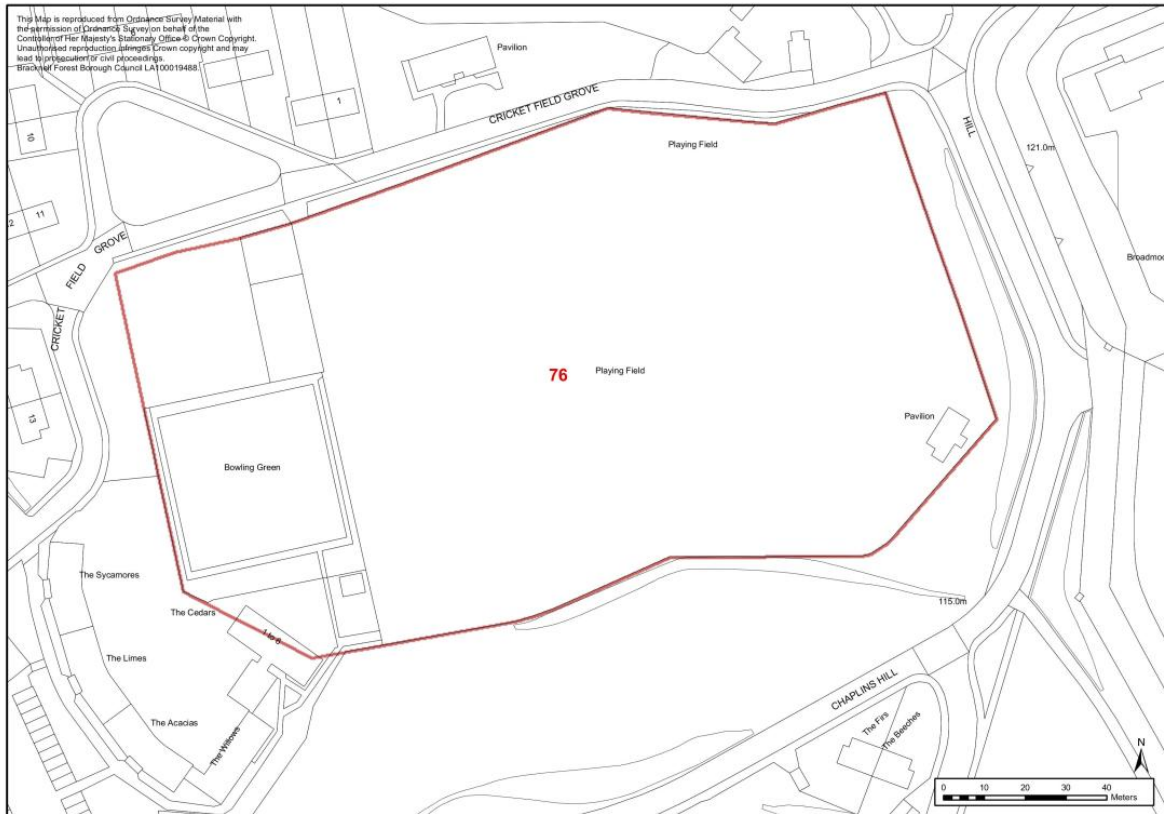 This Map is reproduced from Ordnance Survey Material with
the permission of Ordnance Survey on behalf of the
Controller of Her Majesty's Stationary Office © Crown Copyright.
Unauthorised reproduction infringes Crown copyright and may
lead to prosecution or civil proceedings.
Bracknell Forest Borough Council LA100019488.
Pavilion
1
CRICKET FIELD GROVE
10
HILL
121.0m
Playing Field
11
FIELD GROVE
CRICKET
Broadmoo
76
Playing Field
13
Pavilion
Bowling Green
The Sycamores
The Cedars
1 to 6
115.0m
The Limes
CHAPLINS HILL
The Acacias
The Willows
The Firs
The Beeches
N
0 10 20 30 40
Meters